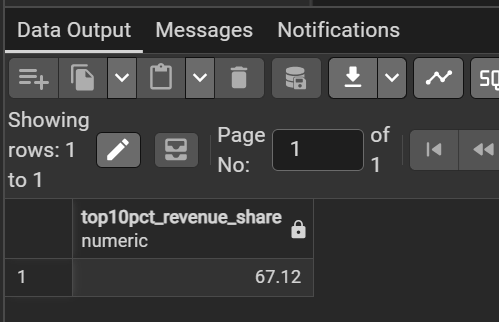 Data Output Messages Notifications
SQ
Showing
rows: 1
to 1
Page
No:
1
of
1
top10pct_revenue_share
numeric
1 67.12